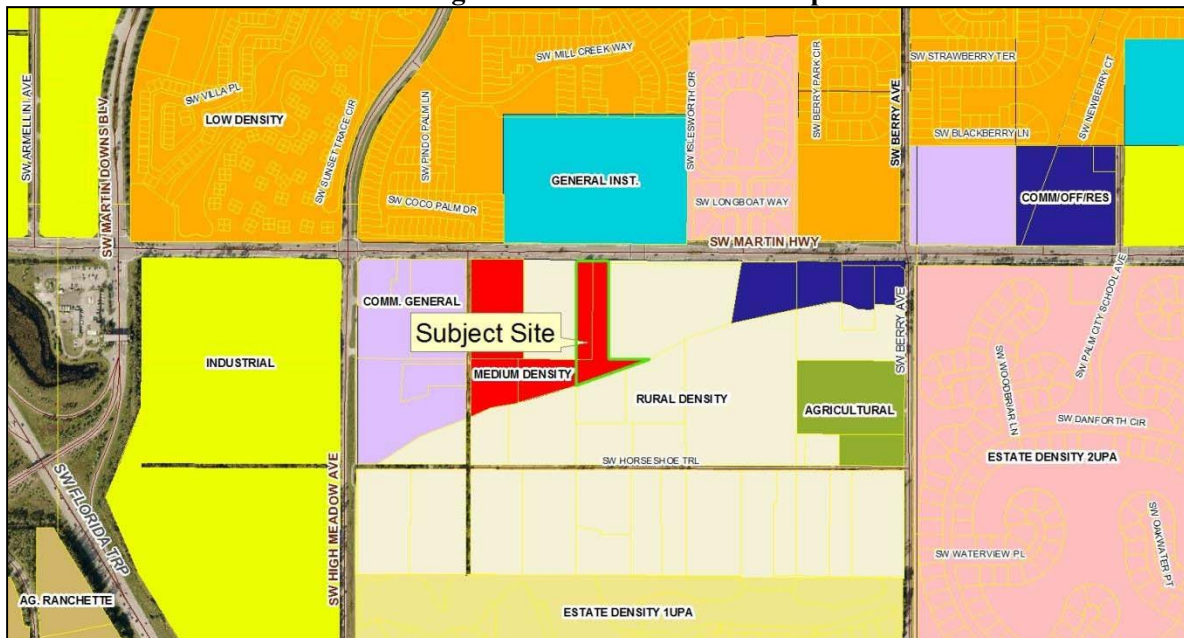 SW ARMELLINI AVE
SW MARTIN DOWNS BLV
SW VILLA PL
LOW DENSITY
SW SUNSET TRACE CIR
SW PINDO PALM LN
SW COCO PALM DR
SW MILL CREEK WAY
GENERAL INST.
SW ISLESWORTH CIR
SW LONGBOAT WAY
SW BERRY PARK CIR
SW BERRY AVE
SW STRAWBERRY TER
SW BLACKBERRY LN
SW NEWBERRY CT
COMM/OFF/RES
SW MARTIN HWY
COMM. GENERAL
Subject Site
INDUSTRIAL
MEDIUM DENSITY
RURAL DENSITY
AGRICULTURAL
SW BERRY AVE
SW PALM CITY SCHOOL AVE
SW WOODBRIAR LN
SW DANFORTH CIR
ESTATE DENSITY 2UPA
SW HORSESHOE TRL
SW HIGH MEADOW AVE
SW FLORIDA TRP
SW WATERVIEW PL
SW OAKWATER PT
AG. RANCHETTE
ESTATE DENSITY 1UPA